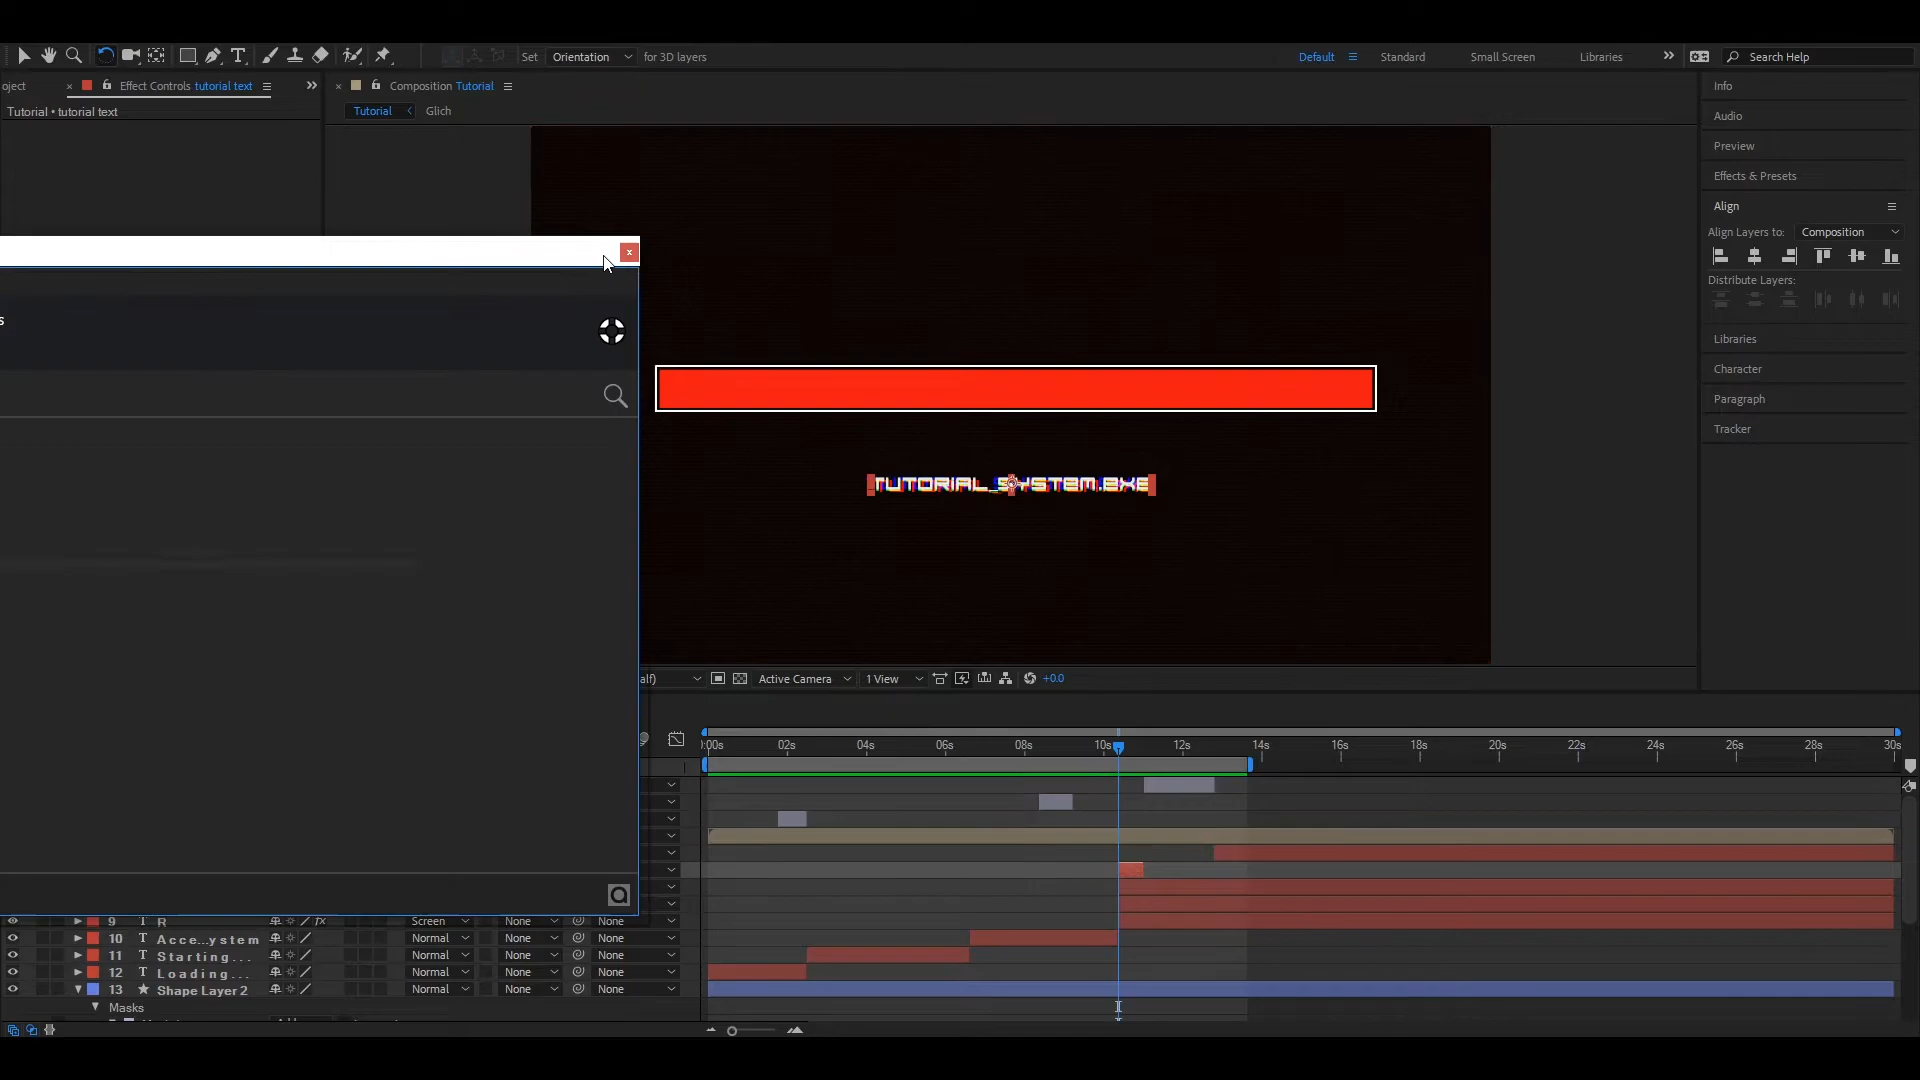 Set Orientation for 3D layers Default Standard Small Screen Libraries Search Help
oject Effect Controls tutorial text Composition Tutorial
Tutorial • tutorial text
Tutorial Glich
Info
Audio
Preview
Effects & Presets
Align
Align Layers to: Composition
Distribute Layers:
Libraries
Character
Paragraph
Tracker
s
TUTORIAL_SYSTEM.EXE
alf) Active Camera 1 View +0.0
:00s 02s 04s 06s 08s 10s 12s 14s 16s 18s 20s 22s 24s 26s 28s 30s
9 T R fx Screen None None
10 T Acce...ystem Normal None None
11 T Starting... Normal None None
12 T Loading... Normal None None
13 Shape Layer 2 Normal None None
Masks